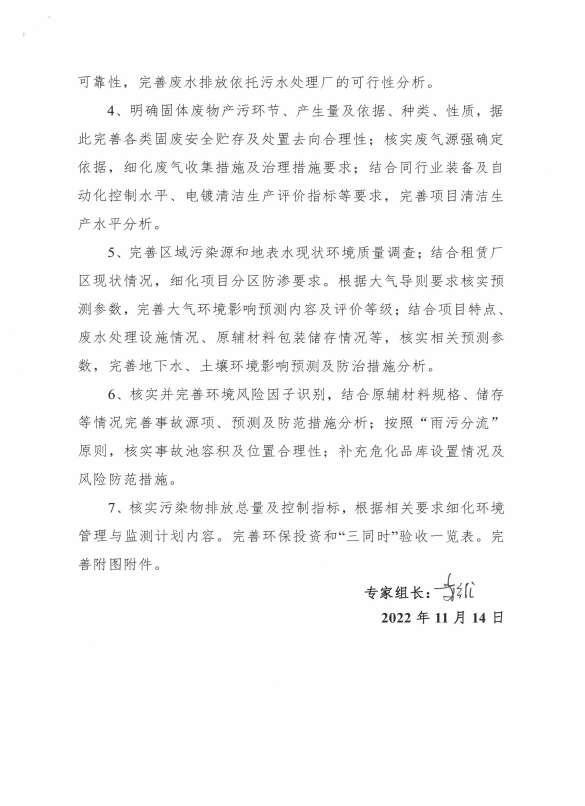 可靠性，完善废水排放依托污水处理厂的可行性分析。
4、明确固体废物产污环节、产生量及依据、种类、性质，据
此完善各类固废安全贮存及处置去向合理性；核实废气源强确定
依据，细化废气收集措施及治理措施要求；结合同行业装备及自
动化控制水平、电镀清洁生产评价指标等要求，完善项目清洁生
产水平分析。
5、完善区域污染源和地表水现状环境质量调查；结合租赁厂
区现状情况，细化项目分区防渗要求。根据大气导则要求核实预
测参数，完善大气环境影响预测内容及评价等级；结合项目特点、
废水处理设施情况、原辅材料包装储存情况等，核实相关预测参
数，完善地下水、土壤环境影响预测及防治措施分析。
6、核实并完善环境风险因子识别，结合原辅材料规格、储存
等情况完善事故源项、预测及防范措施分析；按照“雨污分流”
原则，核实事故池容积及位置合理性；补充危化品库设置情况及
风险防范措施。
7、核实污染物排放总量及控制指标，根据相关要求细化环境
管理与监测计划内容。完善环保投资和“三同时”验收一览表。完
善附图附件。
专家组长：
2022 年 11 月 14 日